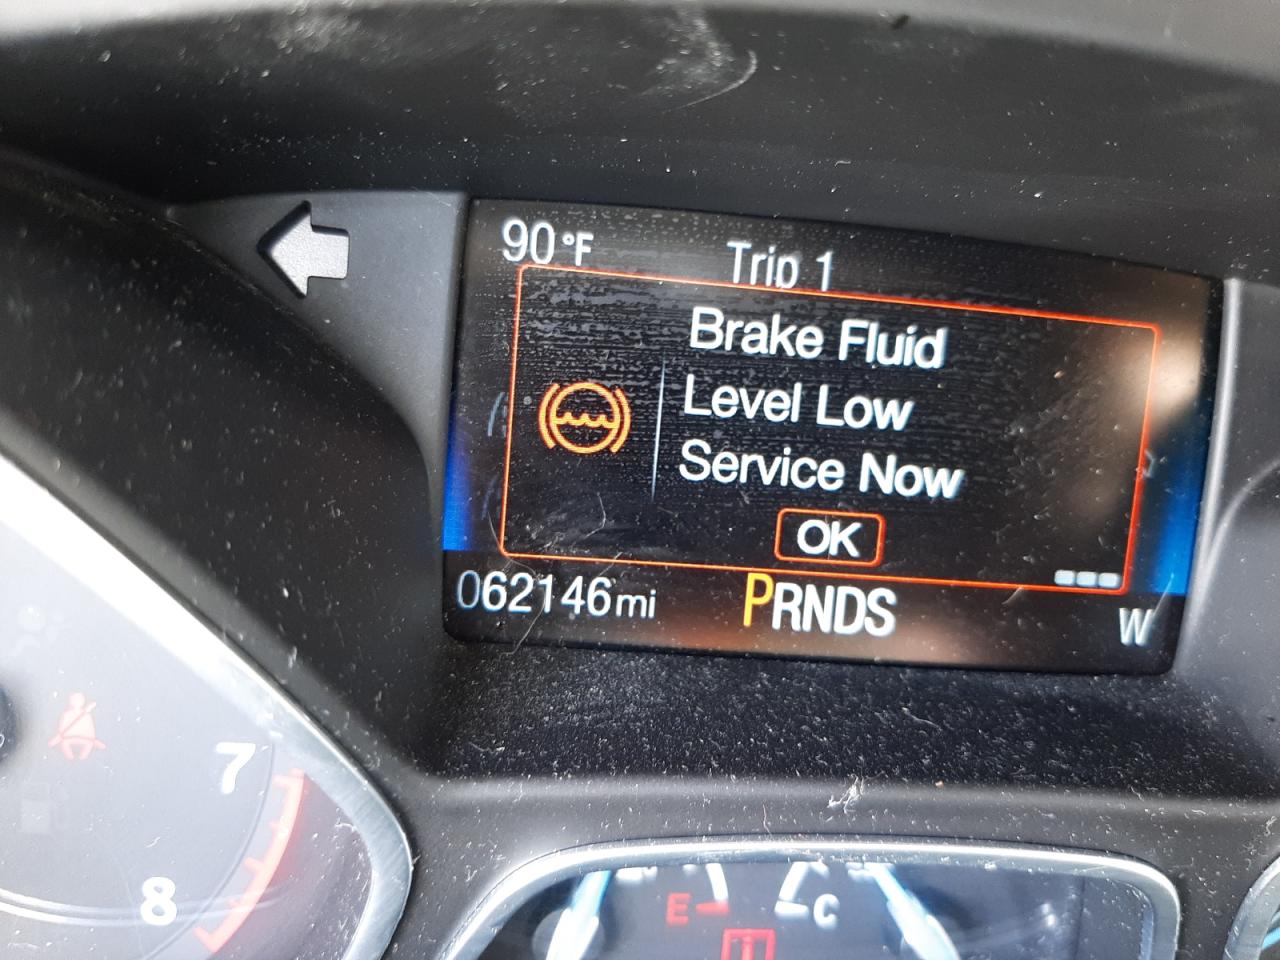 90°F Trip 1
Brake Fluid
Level Low
Service Now
OK
062146mi PRNDS W
7
8
E C